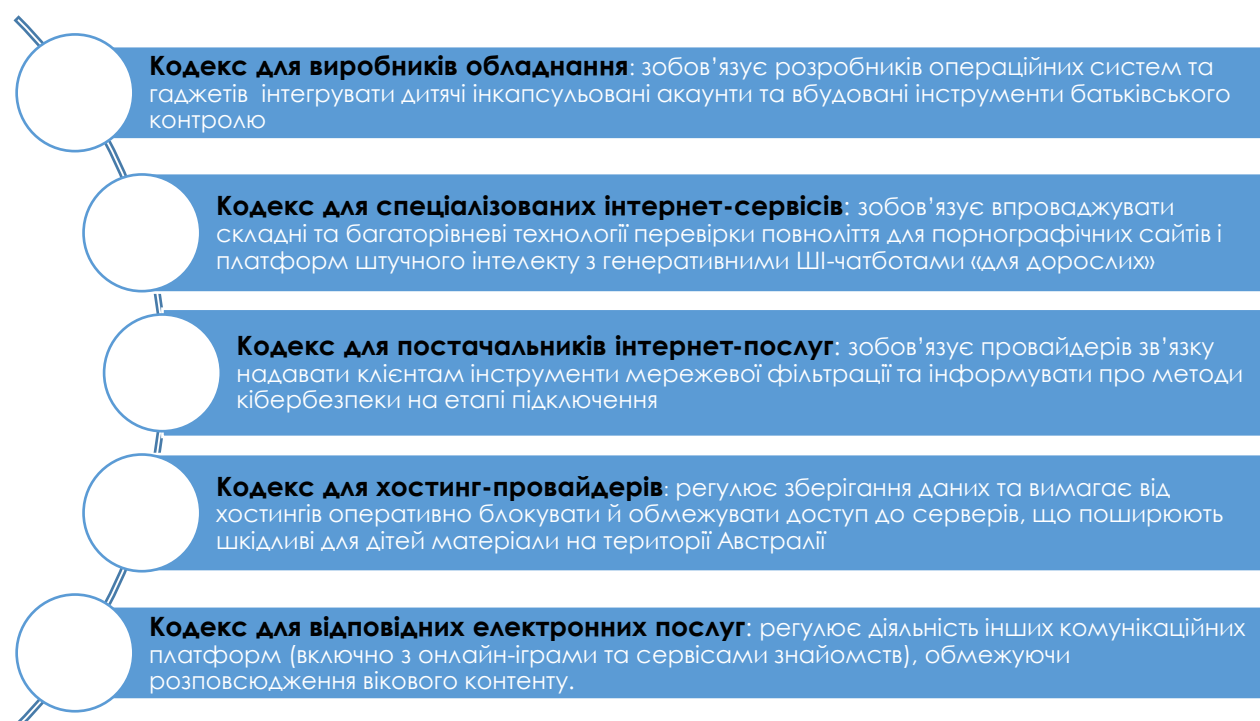 Кодекс для виробників обладнання: зобов’язує розробників операційних систем та
гаджетів інтегрувати дитячі інкапсульовані акаунти та вбудовані інструменти батьківського
контролю
Кодекс для спеціалізованих інтернет-сервісів: зобов’язує впроваджувати
складні та багаторівневі технології перевірки повноліття для порнографічних сайтів і
платформ штучного інтелекту з генеративними ШІ-чатботами «для дорослих»
Кодекс для постачальників інтернет-послуг: зобов’язує провайдерів зв’язку
надавати клієнтам інструменти мережевої фільтрації та інформувати про методи
кібербезпеки на етапі підключення
Кодекс для хостинг-провайдерів: регулює зберігання даних та вимагає від
хостингів оперативно блокувати й обмежувати доступ до серверів, що поширюють
шкідливі для дітей матеріали на території Австралії
Кодекс для відповідних електронних послуг: регулює діяльність інших комунікаційних
платформ (включно з онлайн-іграми та сервісами знайомств), обмежуючи
розповсюдження вікового контенту.